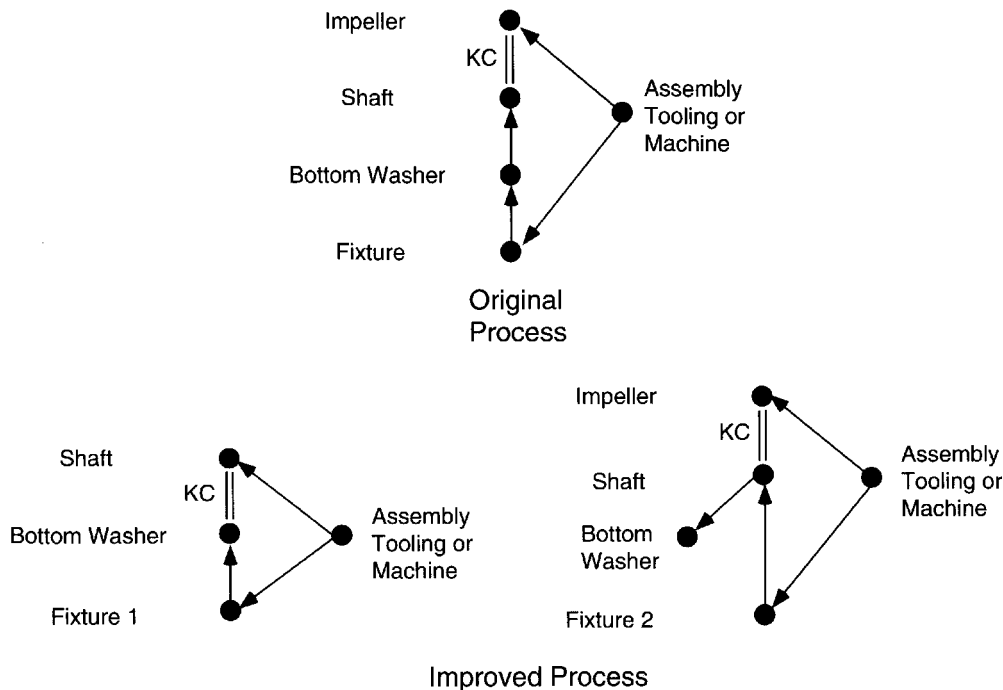 Impeller
KC
Shaft
Assembly
Tooling or
Machine
Bottom Washer
Fixture
Original
Process
Shaft
KC
Bottom Washer
Assembly
Tooling or
Machine
Fixture 1
Impeller
KC
Shaft
Assembly
Tooling or
Machine
Bottom
Washer
Fixture 2
Improved Process